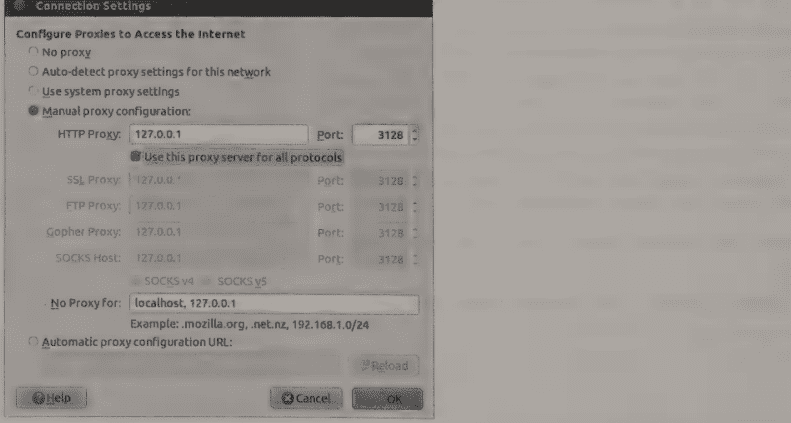 Connection Settings
Configure Proxies to Access the Internet
No proxy
Auto-detect proxy settings for this network
Use system proxy settings
Manual proxy configuration:
HTTP Proxy: 127.0.0.1 Port: 3128
Use this proxy server for all protocols
SSL Proxy: 127.0.0.1 Port: 3128
FTP Proxy: 127.0.0.1 Port: 3128
Gopher Proxy: 127.0.0.1 Port: 3128
SOCKS Host: 127.0.0.1 Port: 3128
SOCKS v4 SOCKS v5
No Proxy for: localhost, 127.0.0.1
Example: .mozilla.org, .net.nz, 192.168.1.0/24
Automatic proxy configuration URL:
Reload
Help Cancel OK